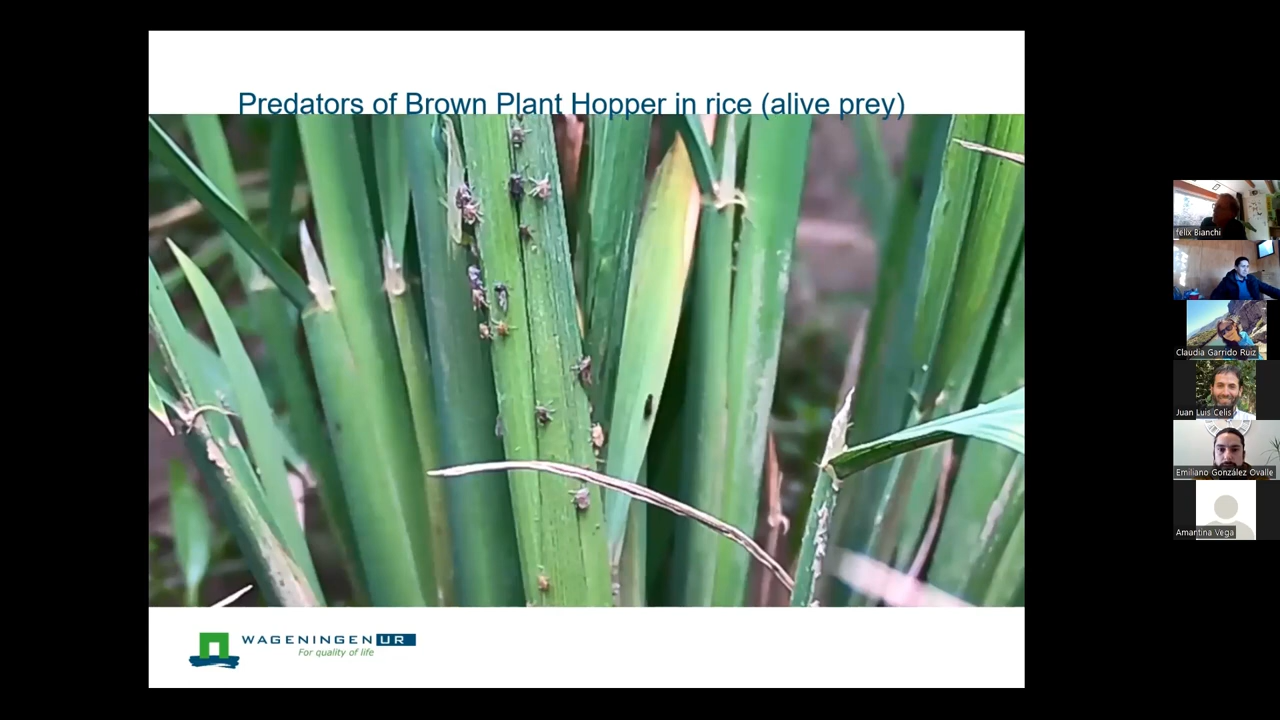 Predators of Brown Plant Hopper in rice (alive prey)
WAGENINGEN UR
For quality of life
felix Bianchi
Claudia Garrido Ruiz
Juan Luis Celis
Emiliano González Ovalle
Amantina Vega